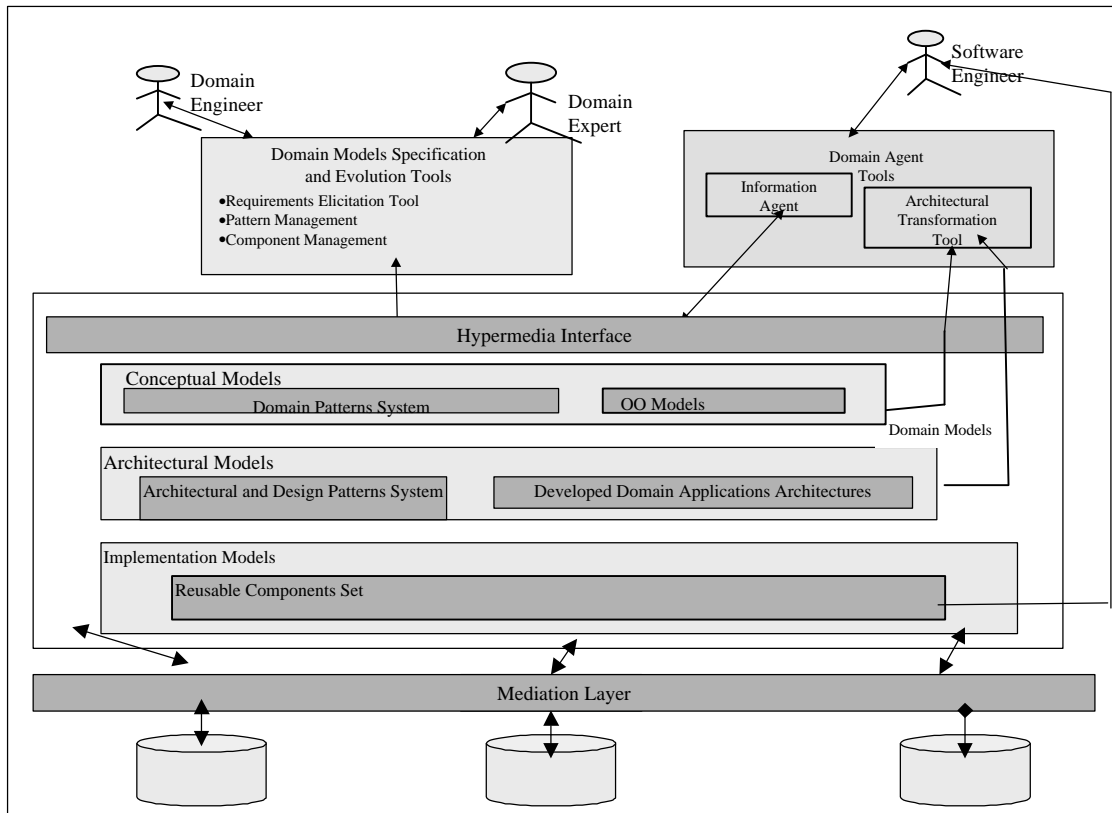 Domain
Engineer
Domain
Expert
Software
Engineer
Domain Models Specification
and Evolution Tools
•Requirements Elicitation Tool
•Pattern Management
•Component Management
Domain Agent
Tools
Information
Agent
Architectural
Transformation
Tool
Hypermedia Interface
Conceptual Models
Domain Patterns System
OO Models
Domain Models
Architectural Models
Architectural and Design Patterns System
Developed Domain Applications Architectures
Implementation Models
Reusable Components Set
Mediation Layer